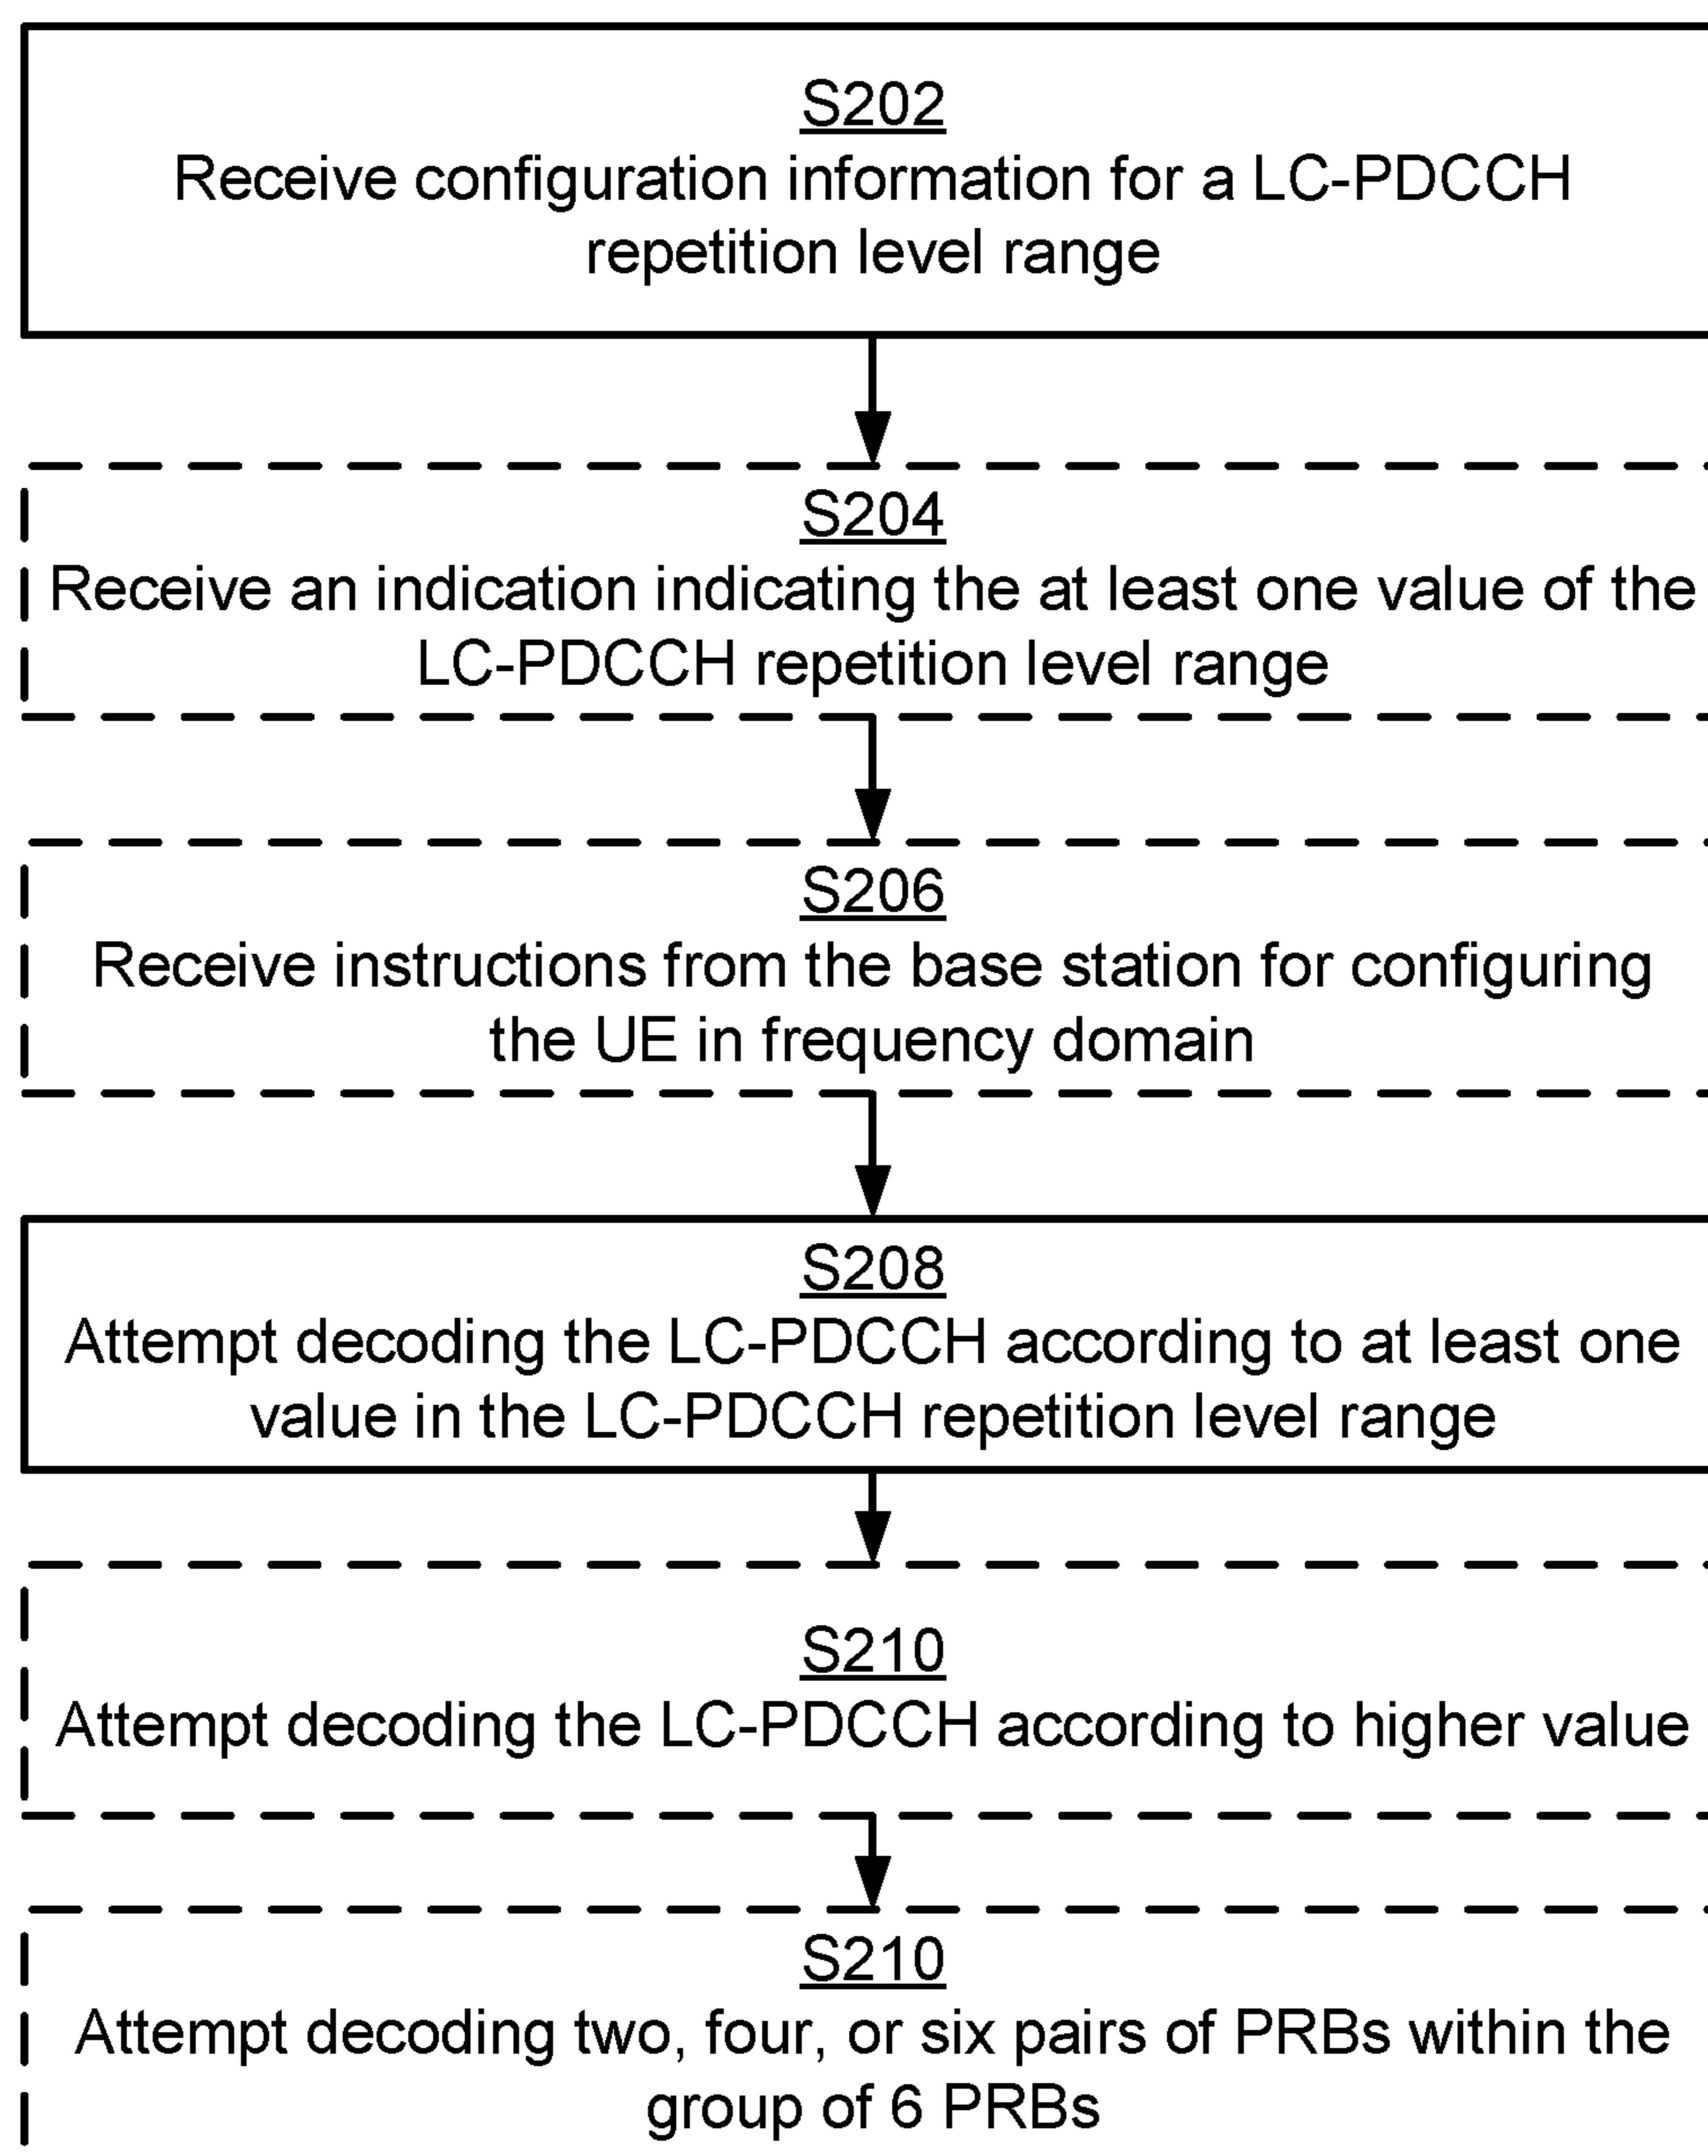 S202
Receive configuration information for a LC-PDCCH
repetition level range
S204
Receive an indication indicating the at least one value of the
LC-PDCCH repetition level range
S206
Receive instructions from the base station for configuring
the UE in frequency domain
S208
Attempt decoding the LC-PDCCH according to at least one
value in the LC-PDCCH repetition level range
S210
Attempt decoding the LC-PDCCH according to higher value
S210
Attempt decoding two, four, or six pairs of PRBs within the
group of 6 PRBs